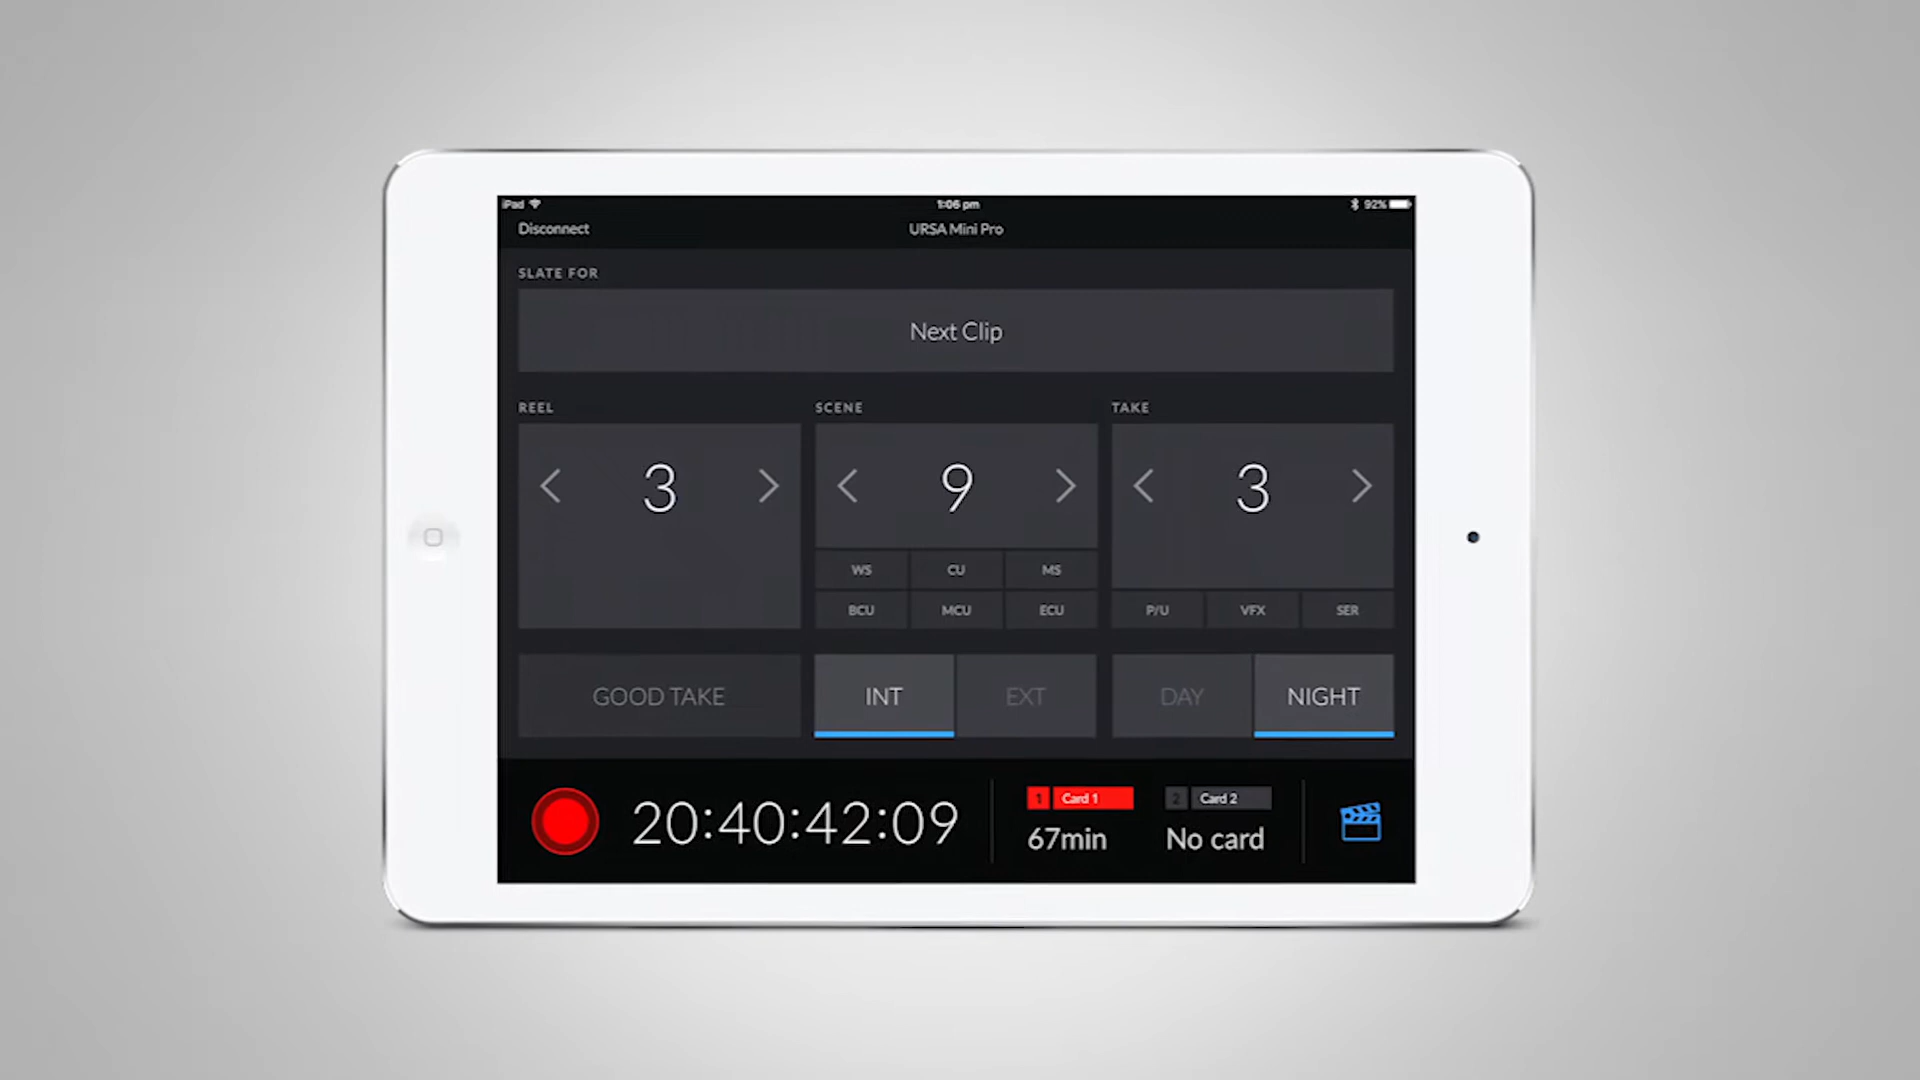 iPad 1:06 pm 92%
Disconnect URSA Mini Pro
SLATE FOR
Next Clip
REEL SCENE TAKE
3 9 3
WS CU MS
BCU MCU ECU P/U VFX SER
GOOD TAKE INT EXT DAY NIGHT
1 Card 1 2 Card 2
20:40:42:09 67min No card